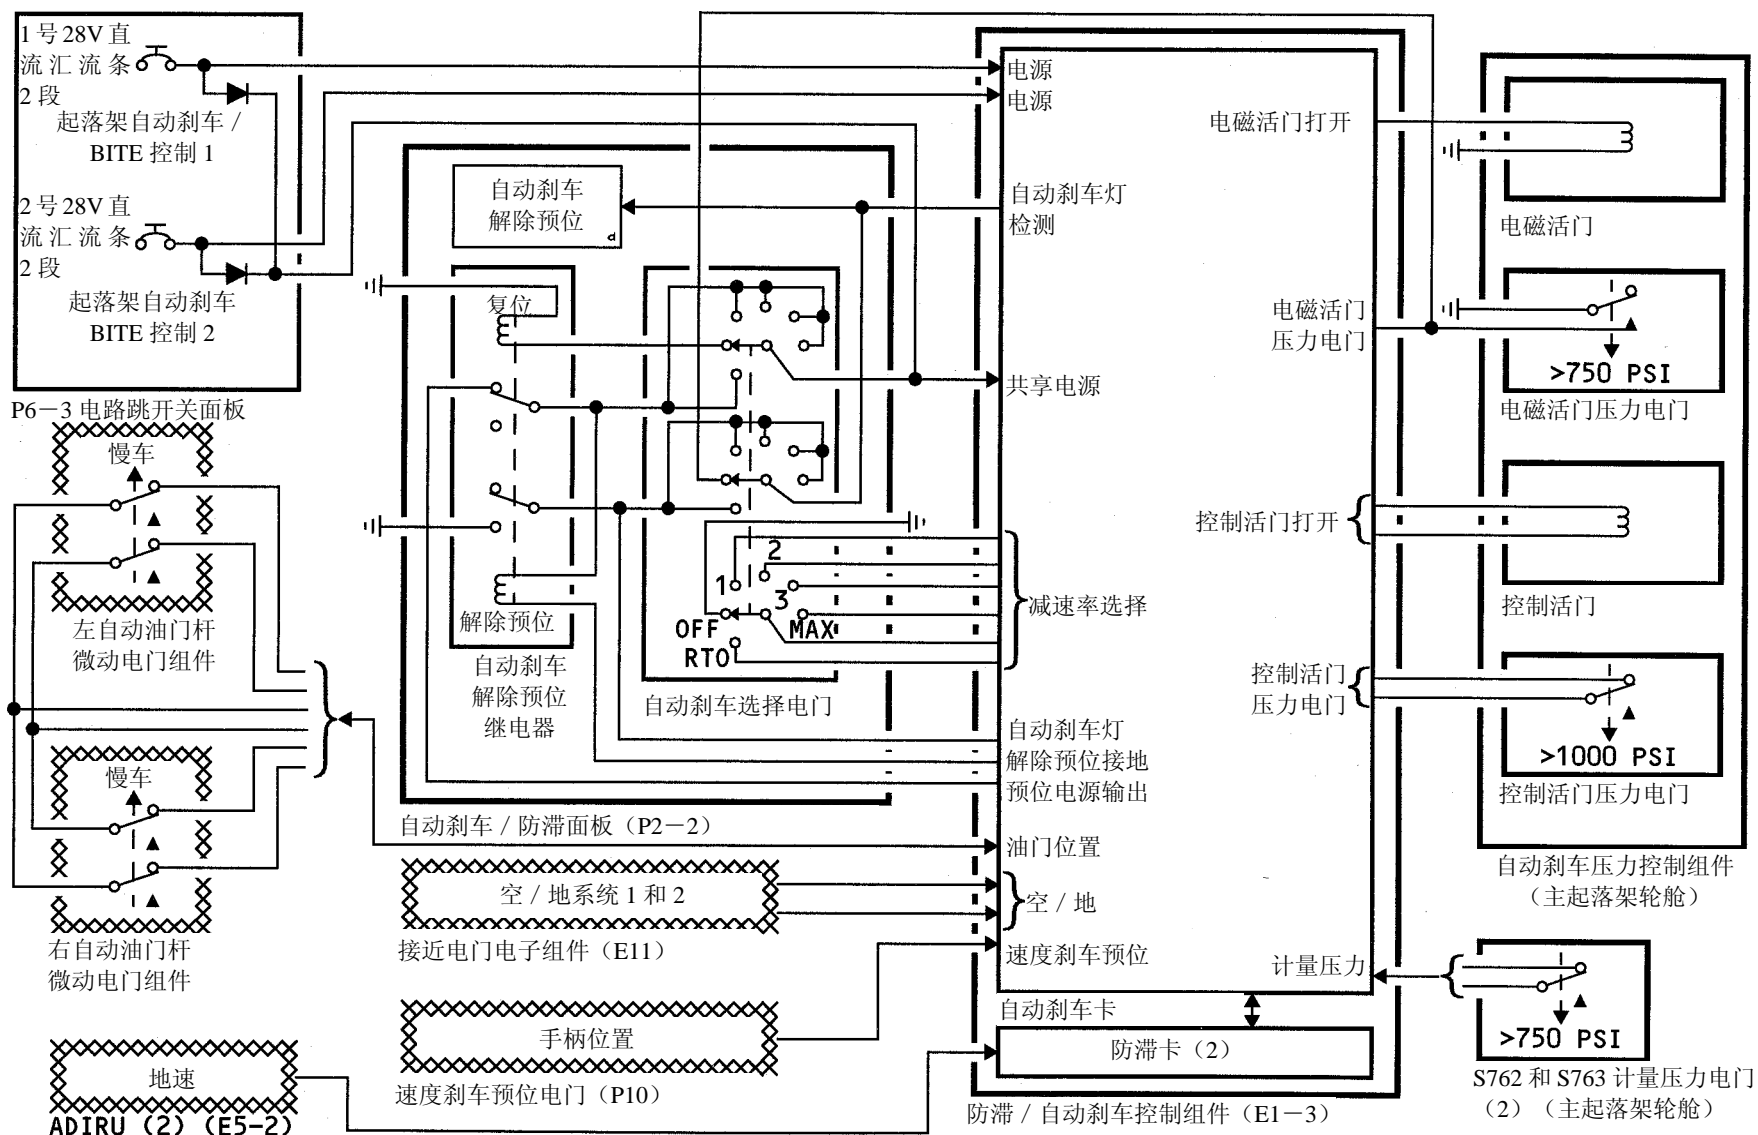 1号28V直
流汇流条
2段
起落架自动刹车/
BITE 控制 1
2号28V直
流汇流条
2段
起落架自动刹车
BITE 控制 2
P6-3 电路跳开关面板
慢车
左自动油门杆
微动电门组件
慢车
右自动油门杆
微动电门组件
地速
ADIRU (2) (E5-2)
自动刹车
解除预位
a
复位
解除预位
自动刹车
解除预位
继电器
1
2
3
OFF
MAX
RTO
自动刹车选择电门
自动刹车/防滞面板（P2-2）
空/地系统 1 和 2
接近电门电子组件（E11）
手柄位置
速度刹车预位电门（P10）
电源
电源
自动刹车灯
检测
共享电源
减速率选择
自动刹车灯
解除预位接地
预位电源输出
油门位置
空/地
速度刹车预位
电磁活门打开
电磁活门
压力电门
控制活门打开
控制活门
压力电门
计量压力
自动刹车卡
防滞卡（2）
防滞/自动刹车控制组件（E1-3）
电磁活门
>750 PSI
电磁活门压力电门
控制活门
>1000 PSI
控制活门压力电门
自动刹车压力控制组件
（主起落架轮舱）
>750 PSI
S762 和 S763 计量压力电门
（2）（主起落架轮舱）